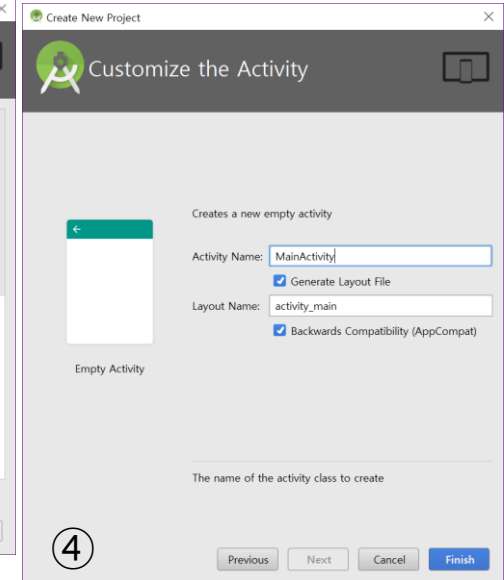 Create New Project
Customize the Activity
Creates a new empty activity
Activity Name: MainActivity
Generate Layout File
Layout Name: activity_main
Backwards Compatibility (AppCompat)
Empty Activity
The name of the activity class to create
④
Previous Next Cancel Finish